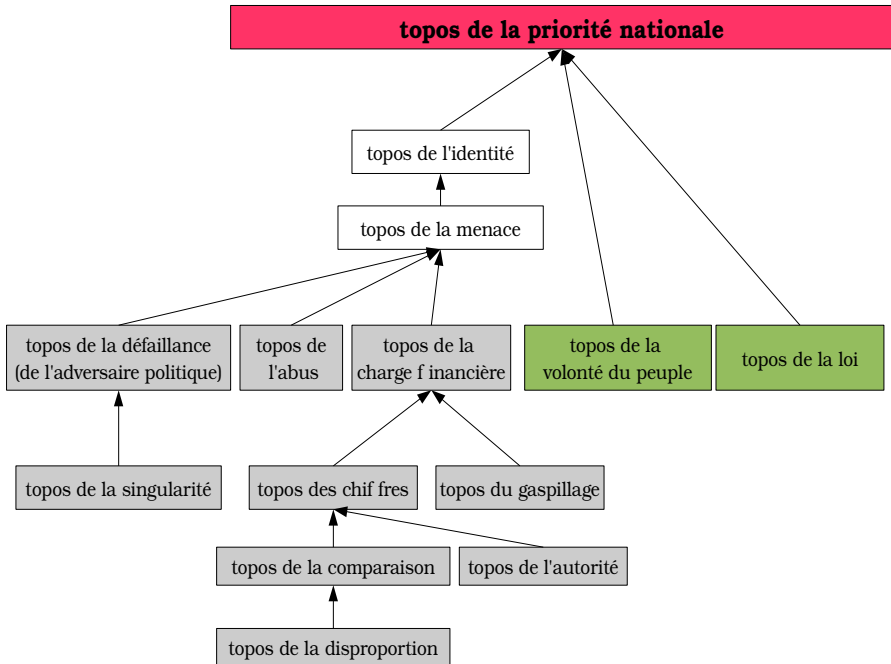 topos de la priorité nationale
topos de l'identité
topos de la menace
topos de la défaillance
(de l'adversaire politique)
topos de
l'abus
topos de la
charge f inancière
topos de la
volonté du peuple
topos de la loi
topos de la singularité
topos des chif fres
topos du gaspillage
topos de la comparaison
topos de l'autorité
topos de la disproportion